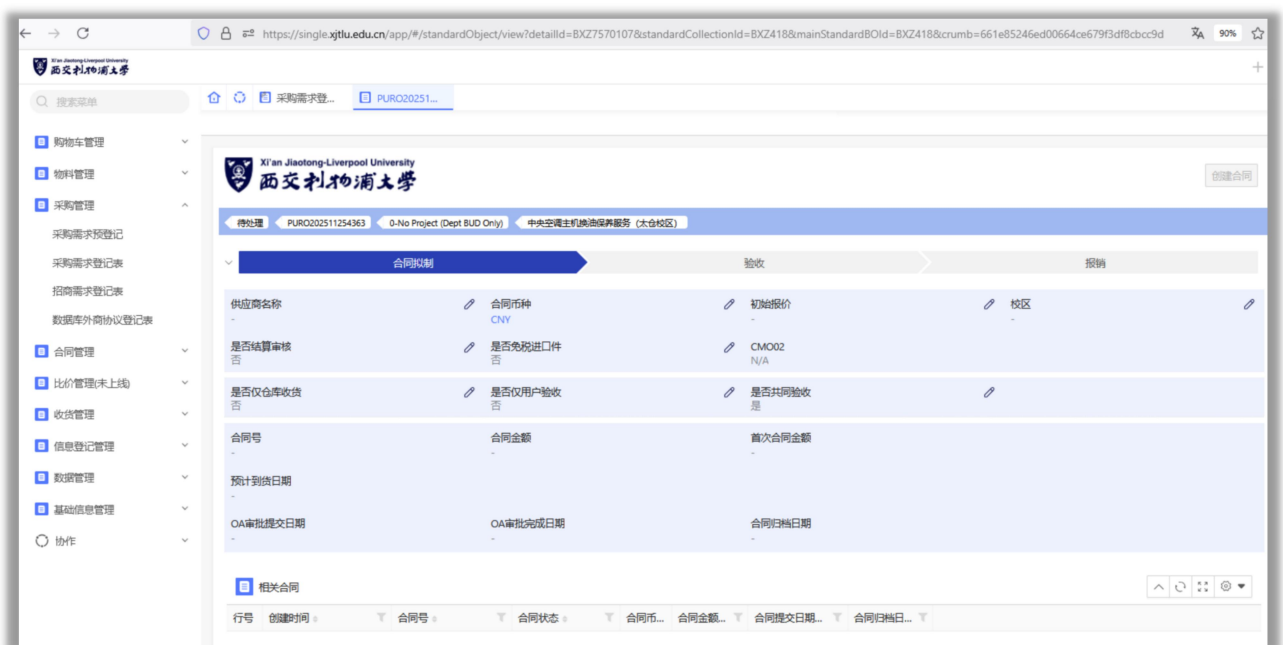 https://single.xjtlu.edu.cn/app/#/standardObject/view?detailId=BXZ7570107&standardCollectionId=BXZ418&mainStandardBOId=BXZ418&crumb=661e85246ed00664ce679f3df8cbcc9d 90%
Xi'an Jiaotong-Liverpool University
西交利物浦大學
搜索菜单
采购需求登... PURO20251...
购物车管理
物料管理
采购管理
采购需求预登记
采购需求登记表
招商需求登记表
数据库外商协议登记表
合同管理
比价管理(未上线)
收货管理
信息登记管理
数据管理
基础信息管理
协作
Xi'an Jiaotong-Liverpool University
西交利物浦大學
创建合同
待处理 PURO202511254363 0-No Project (Dept BUD Only) 中央空调主机换油保养服务（太仓校区）
合同拟制 验收 报销
供应商名称 合同币种 初始报价 校区
- CNY - -
是否结算审核 是否免税进口件 CMO02
否 否 N/A
是否仅仓库收货 是否仅用户验收 是否共同验收
否 否 是
合同号 合同金额 首次合同金额
- - -
预计到货日期
-
OA审批提交日期 OA审批完成日期 合同归档日期
- - -
相关合同
行号 创建时间 合同号 合同状态 合同币... 合同金额... 合同提交日期... 合同归档日...